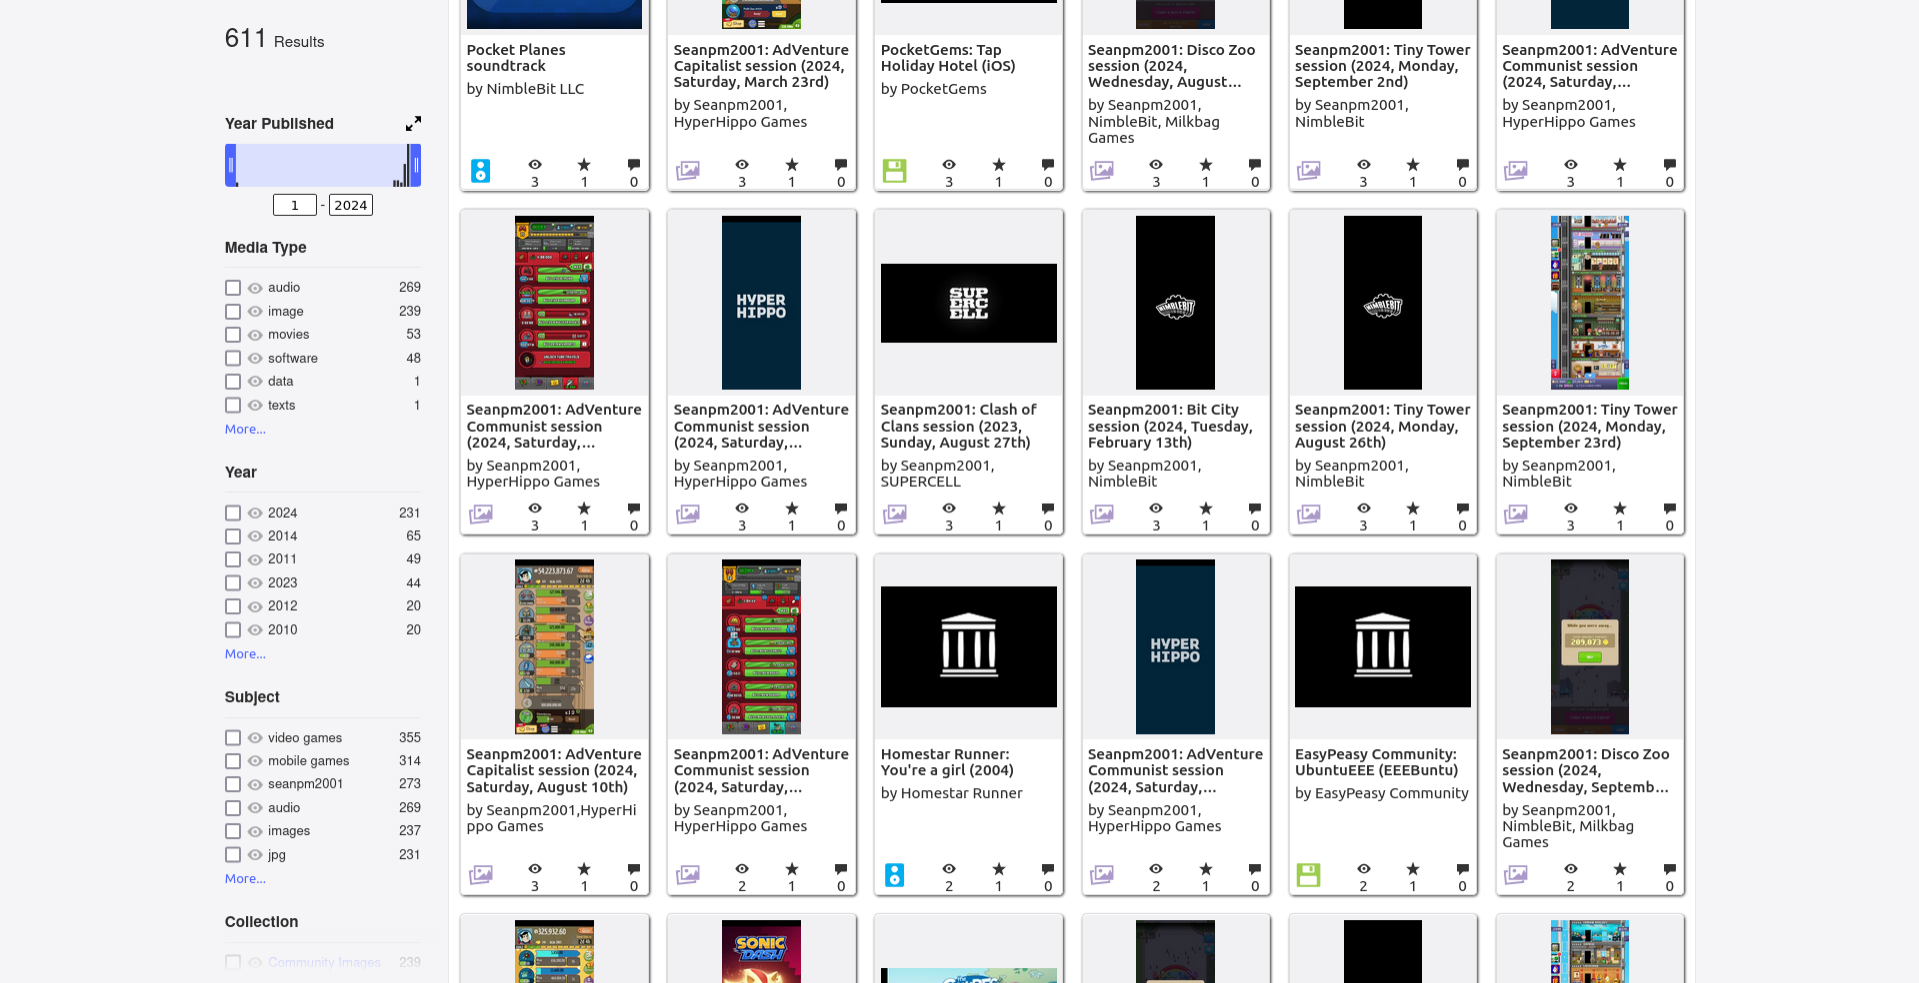 611 Results
Year Published
1 - 2024
Media Type
audio 269
image 239
movies 53
software 48
data 1
texts 1
More...
Year
2024 231
2014 65
2011 49
2023 44
2012 20
2010 20
More...
Subject
video games 355
mobile games 314
seanpm2001 273
audio 269
images 237
jpg 231
More...
Collection
Community Images 239
Pocket Planes
soundtrack
by NimbleBit LLC
3 1 0
Seanpm2001: AdVenture
Capitalist session (2024,
Saturday, March 23rd)
by Seanpm2001,
HyperHippo Games
3 1 0
PocketGems: Tap
Holiday Hotel (iOS)
by PocketGems
3 1 0
Seanpm2001: Disco Zoo
session (2024,
Wednesday, August...
by Seanpm2001,
NimbleBit, Milkbag
Games
3 1 0
Seanpm2001: Tiny Tower
session (2024, Monday,
September 2nd)
by Seanpm2001,
NimbleBit
3 1 0
Seanpm2001: AdVenture
Communist session
(2024, Saturday,...
by Seanpm2001,
HyperHippo Games
3 1 0
Seanpm2001: AdVenture
Communist session
(2024, Saturday,...
by Seanpm2001,
HyperHippo Games
3 1 0
HYPER
HIPPO
Seanpm2001: AdVenture
Communist session
(2024, Saturday,...
by Seanpm2001,
HyperHippo Games
3 1 0
SUP
ERC
ELL
Seanpm2001: Clash of
Clans session (2023,
Sunday, August 27th)
by Seanpm2001,
SUPERCELL
3 1 0
NIMBLEBIT
Seanpm2001: Bit City
session (2024, Tuesday,
February 13th)
by Seanpm2001,
NimbleBit
3 1 0
NIMBLEBIT
Seanpm2001: Tiny Tower
session (2024, Monday,
August 26th)
by Seanpm2001,
NimbleBit
3 1 0
Seanpm2001: Tiny Tower
session (2024, Monday,
September 23rd)
by Seanpm2001,
NimbleBit
3 1 0
54,223,873.67
Seanpm2001: AdVenture
Capitalist session (2024,
Saturday, August 10th)
by Seanpm2001,HyperHi
ppo Games
3 1 0
Seanpm2001: AdVenture
Communist session
(2024, Saturday,...
by Seanpm2001,
HyperHippo Games
2 1 0
Homestar Runner:
You're a girl (2004)
by Homestar Runner
2 1 0
HYPER
HIPPO
Seanpm2001: AdVenture
Communist session
(2024, Saturday,...
by Seanpm2001,
HyperHippo Games
2 1 0
EasyPeasy Community:
UbuntuEEE (EEEBuntu)
by EasyPeasy Community
2 1 0
While you were away...
209,073
Seanpm2001: Disco Zoo
session (2024,
Wednesday, Septemb...
by Seanpm2001,
NimbleBit, Milkbag
Games
2 1 0
325,932.60
SONIC
DASH